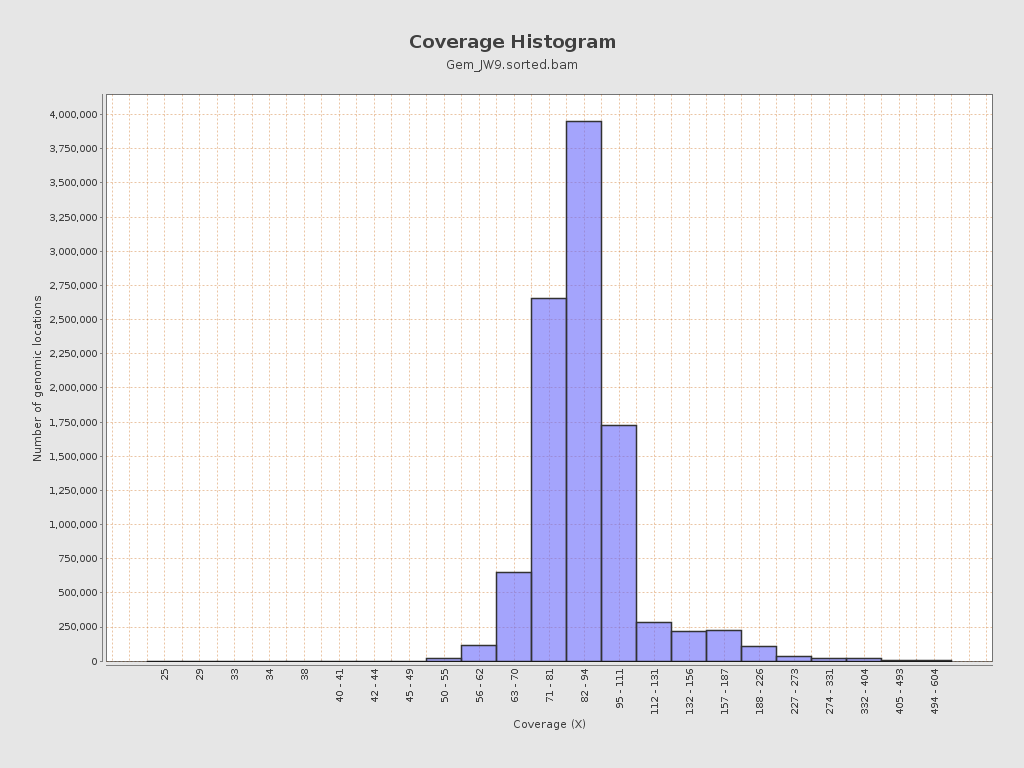 Coverage Histogram
Gem_JW9.sorted.bam
Number of genomic locations
4,000,000
3,750,000
3,500,000
3,250,000
3,000,000
2,750,000
2,500,000
2,250,000
2,000,000
1,750,000
1,500,000
1,250,000
1,000,000
750,000
500,000
250,000
0
25
29
33
34
38
40 - 41
42 - 44
45 - 49
50 - 55
56 - 62
63 - 70
71 - 81
82 - 94
95 - 111
112 - 131
132 - 156
157 - 187
188 - 226
227 - 273
274 - 331
332 - 404
405 - 493
494 - 604
Coverage (X)